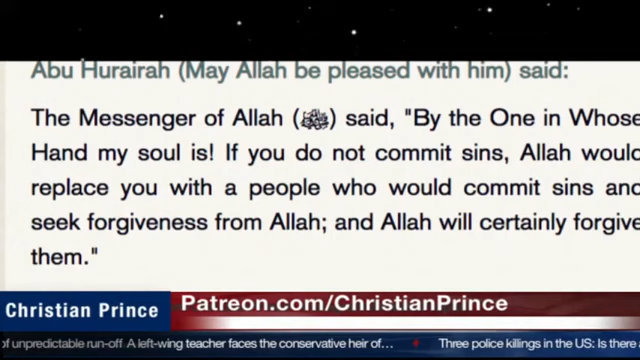 Abu Hurairah (May Allah be pleased with him) said:
The Messenger of Allah (ﷺ) said, "By the One in Whose
Hand my soul is! If you do not commit sins, Allah would
replace you with a people who would commit sins and
seek forgiveness from Allah; and Allah will certainly forgive
them."
Christian Prince
Patreon.com/ChristianPrince
of unpredictable run-off A left-wing teacher faces the conservative heir of... Three police killings in the US: Is there